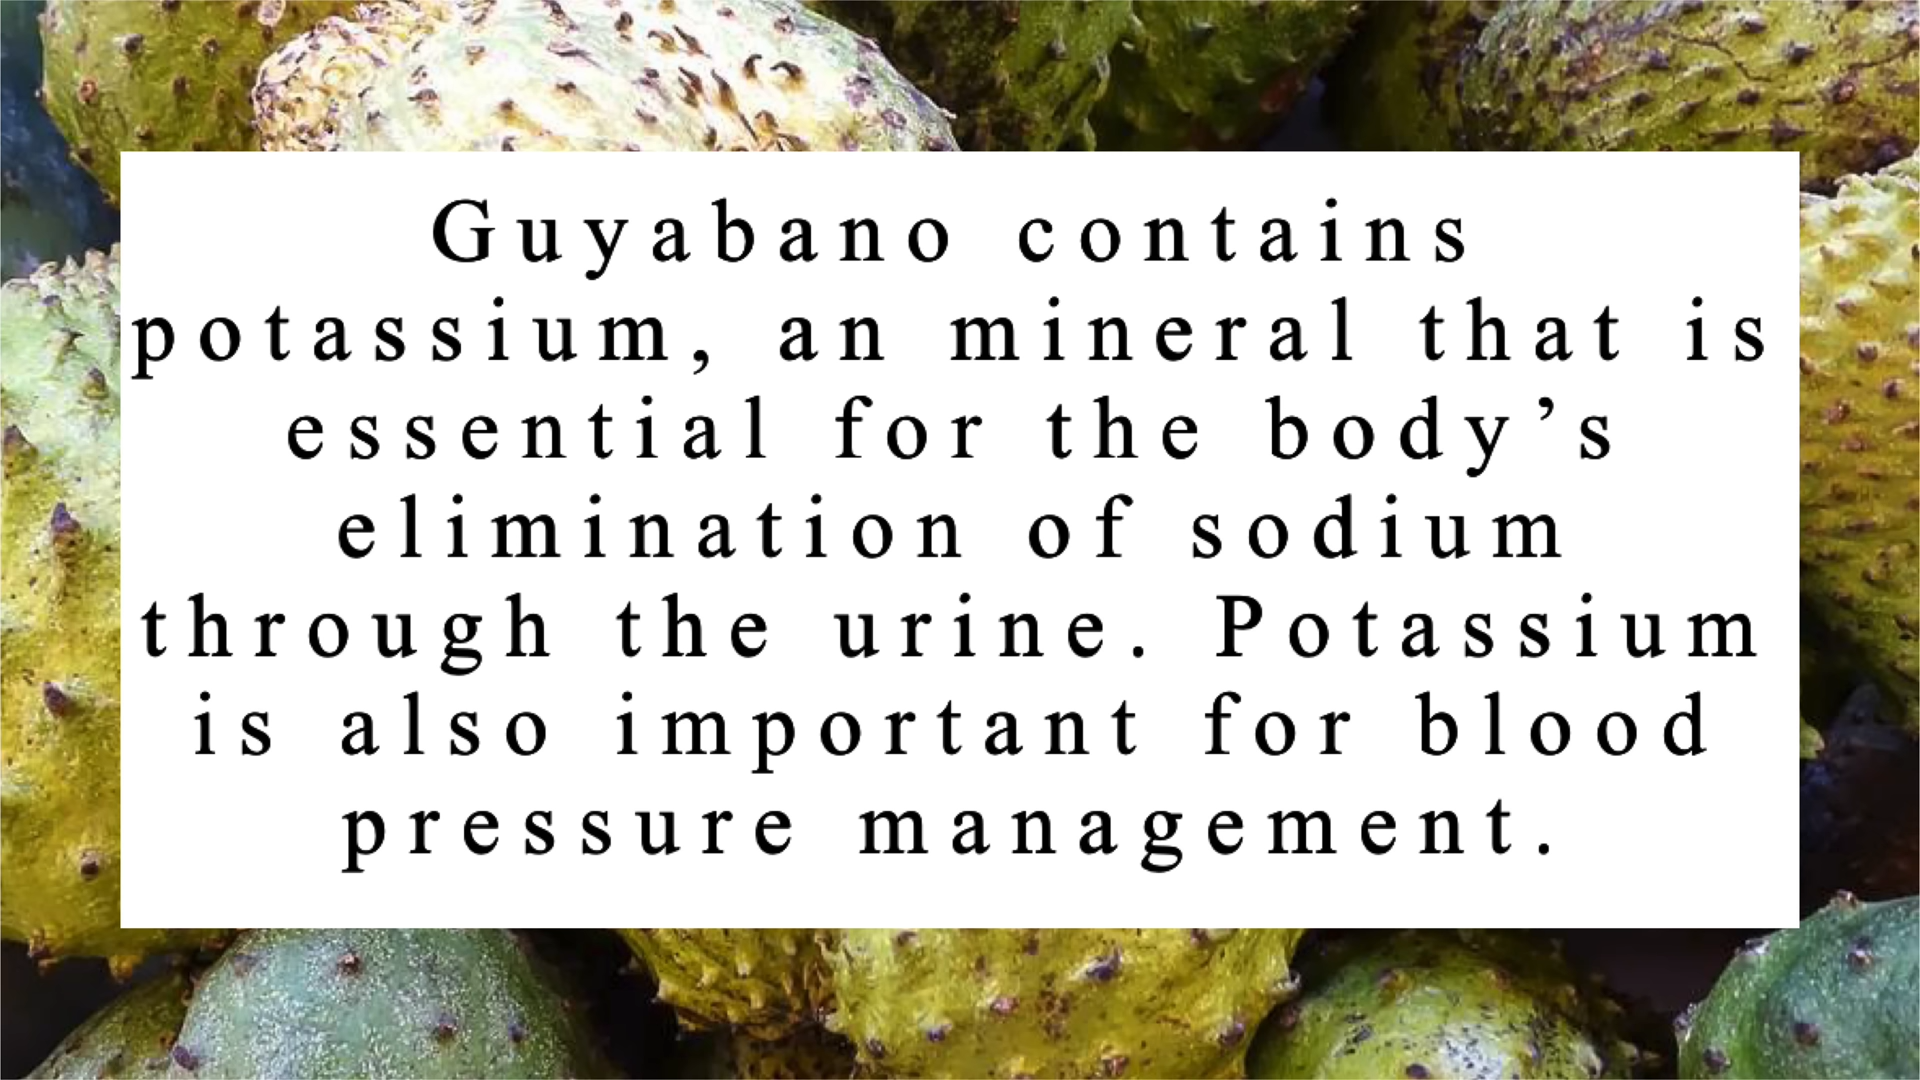 Guyabano contains
potassium, an mineral that is
essential for the body’s
elimination of sodium
through the urine. Potassium
is also important for blood
pressure management.